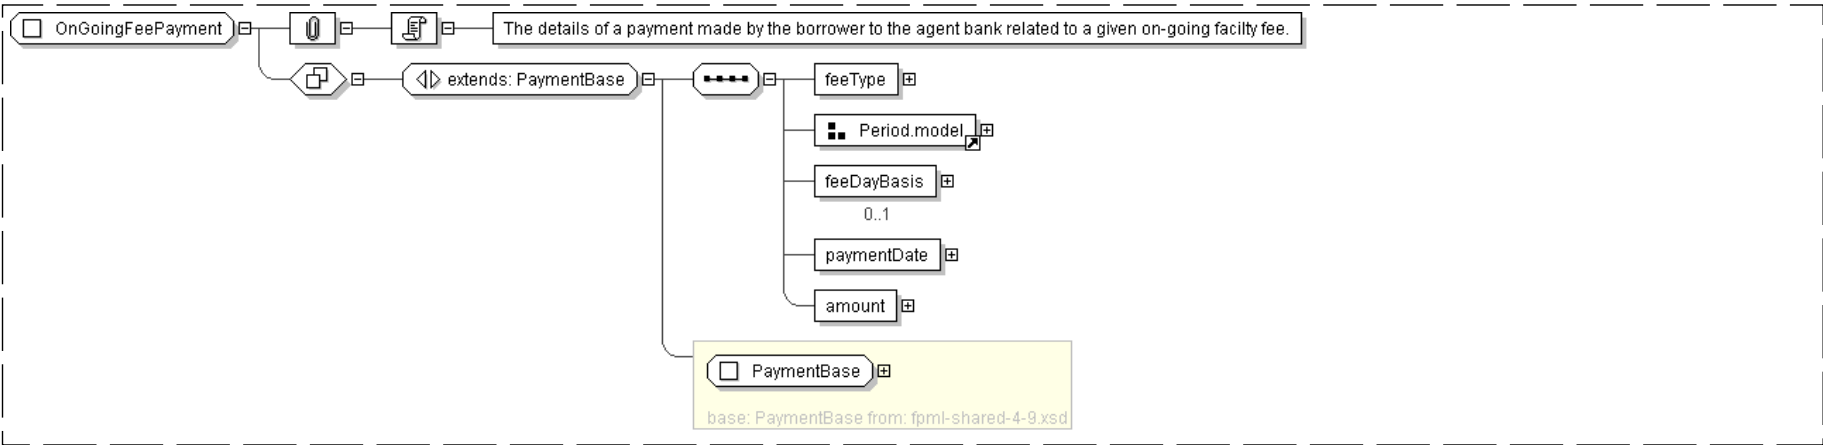 OnGoingFeePayment
The details of a payment made by the borrower to the agent bank related to a given on-going facilty fee.
extends: PaymentBase
feeType
Period.model
feeDayBasis
0..1
paymentDate
amount
PaymentBase
base: PaymentBase from: fpml-shared-4-9.xsd